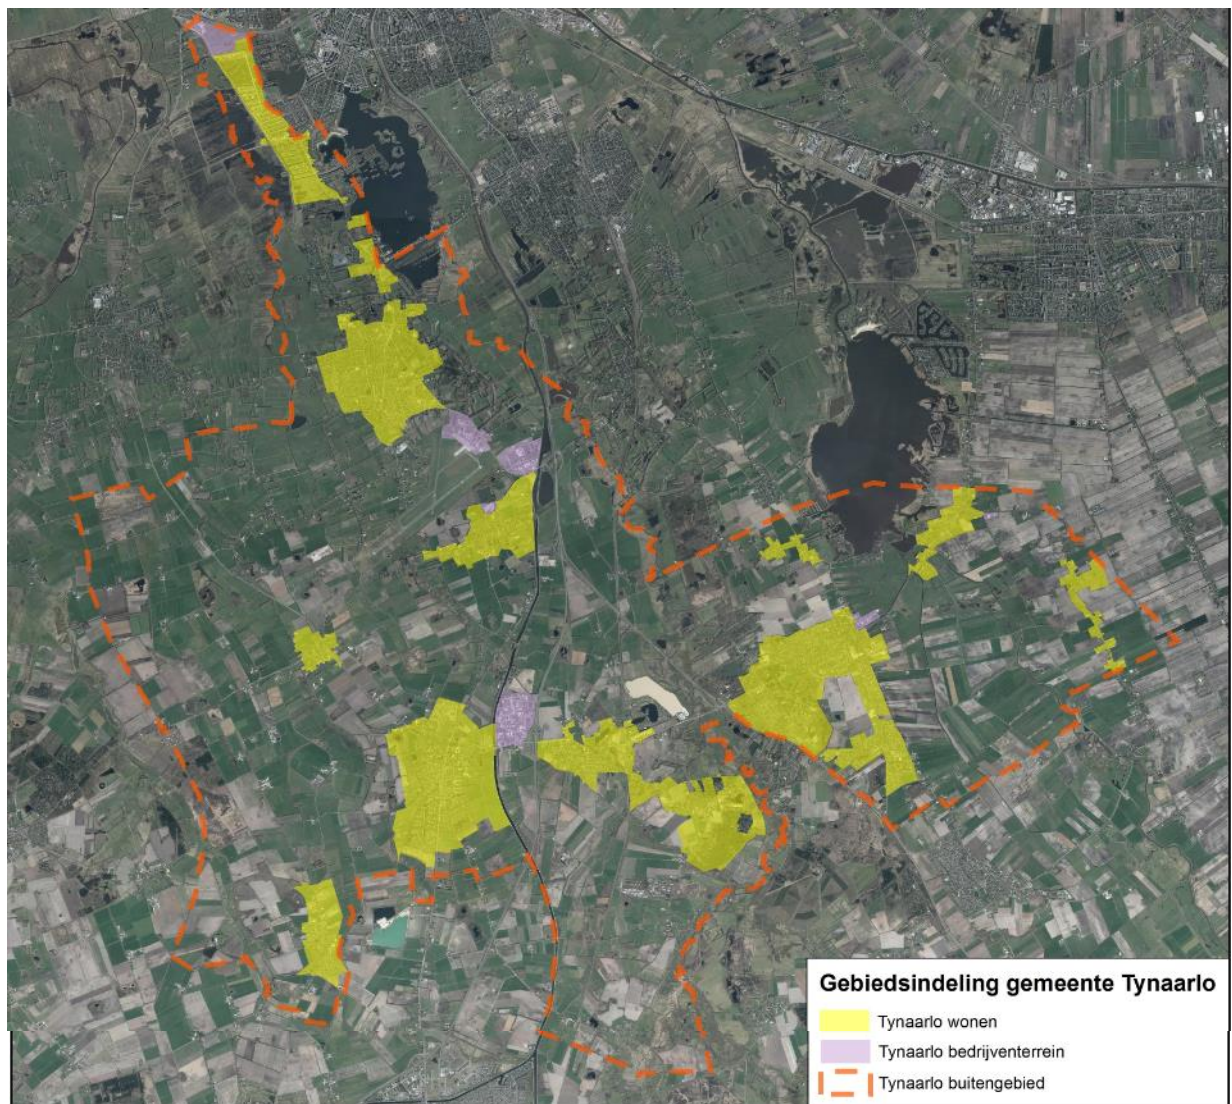 Gebiedsindeling gemeente Tynaarlo
Tynaarlo wonen
Tynaarlo bedrijventerrein
Tynaarlo buitengebied